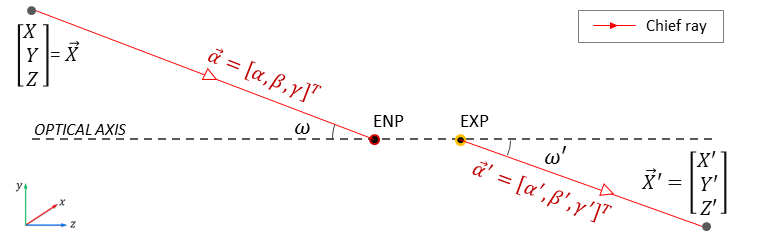 Chief ray
[X
Y
Z] = X⃗
α⃗ = [α,β,γ]ᵀ
ENP
EXP
OPTICAL AXIS
ω
ω′
α⃗′ = [α′,β′,γ′]ᵀ
X⃗′ = [X′
Y′
Z′]
y
x
z